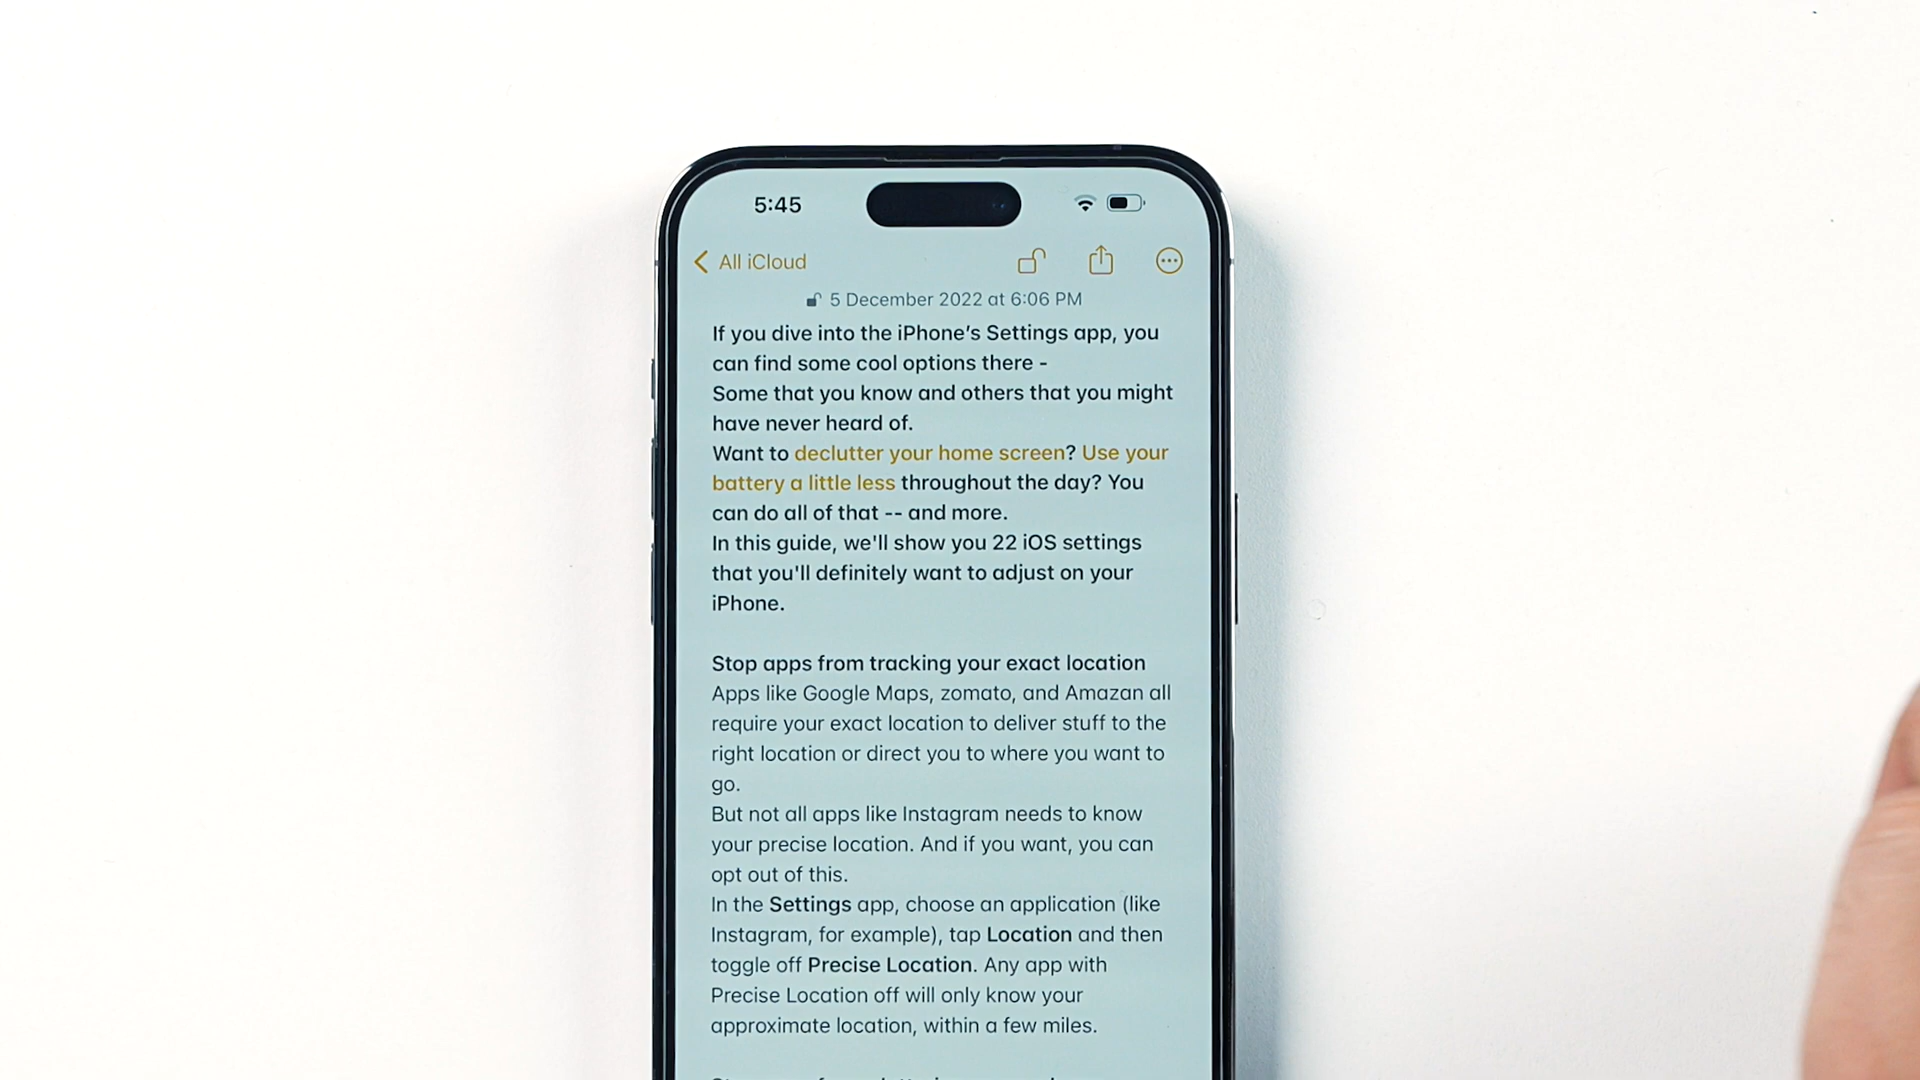 5:45
All iCloud
5 December 2022 at 6:06 PM
If you dive into the iPhone’s Settings app, you
can find some cool options there -
Some that you know and others that you might
have never heard of.
Want to declutter your home screen? Use your
battery a little less throughout the day? You
can do all of that -- and more.
In this guide, we'll show you 22 iOS settings
that you'll definitely want to adjust on your
iPhone.
Stop apps from tracking your exact location
Apps like Google Maps, zomato, and Amazan all
require your exact location to deliver stuff to the
right location or direct you to where you want to
go.
But not all apps like Instagram needs to know
your precise location. And if you want, you can
opt out of this.
In the Settings app, choose an application (like
Instagram, for example), tap Location and then
toggle off Precise Location. Any app with
Precise Location off will only know your
approximate location, within a few miles.